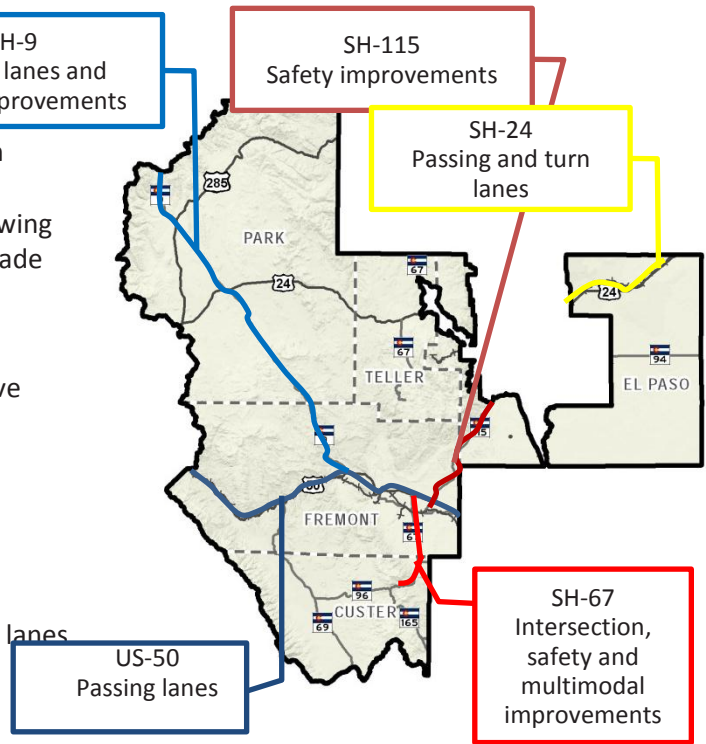 H-9
lanes and
provements
SH-115
Safety improvements
SH-24
Passing and turn
lanes
wing
ade
ve
lanes
285
PARK
67
24
24
67
TELLER
94
EL PASO
FREMONT
67
96
CUSTER
69
165
US-50
Passing lanes
SH-67
Intersection,
safety and
multimodal
improvements